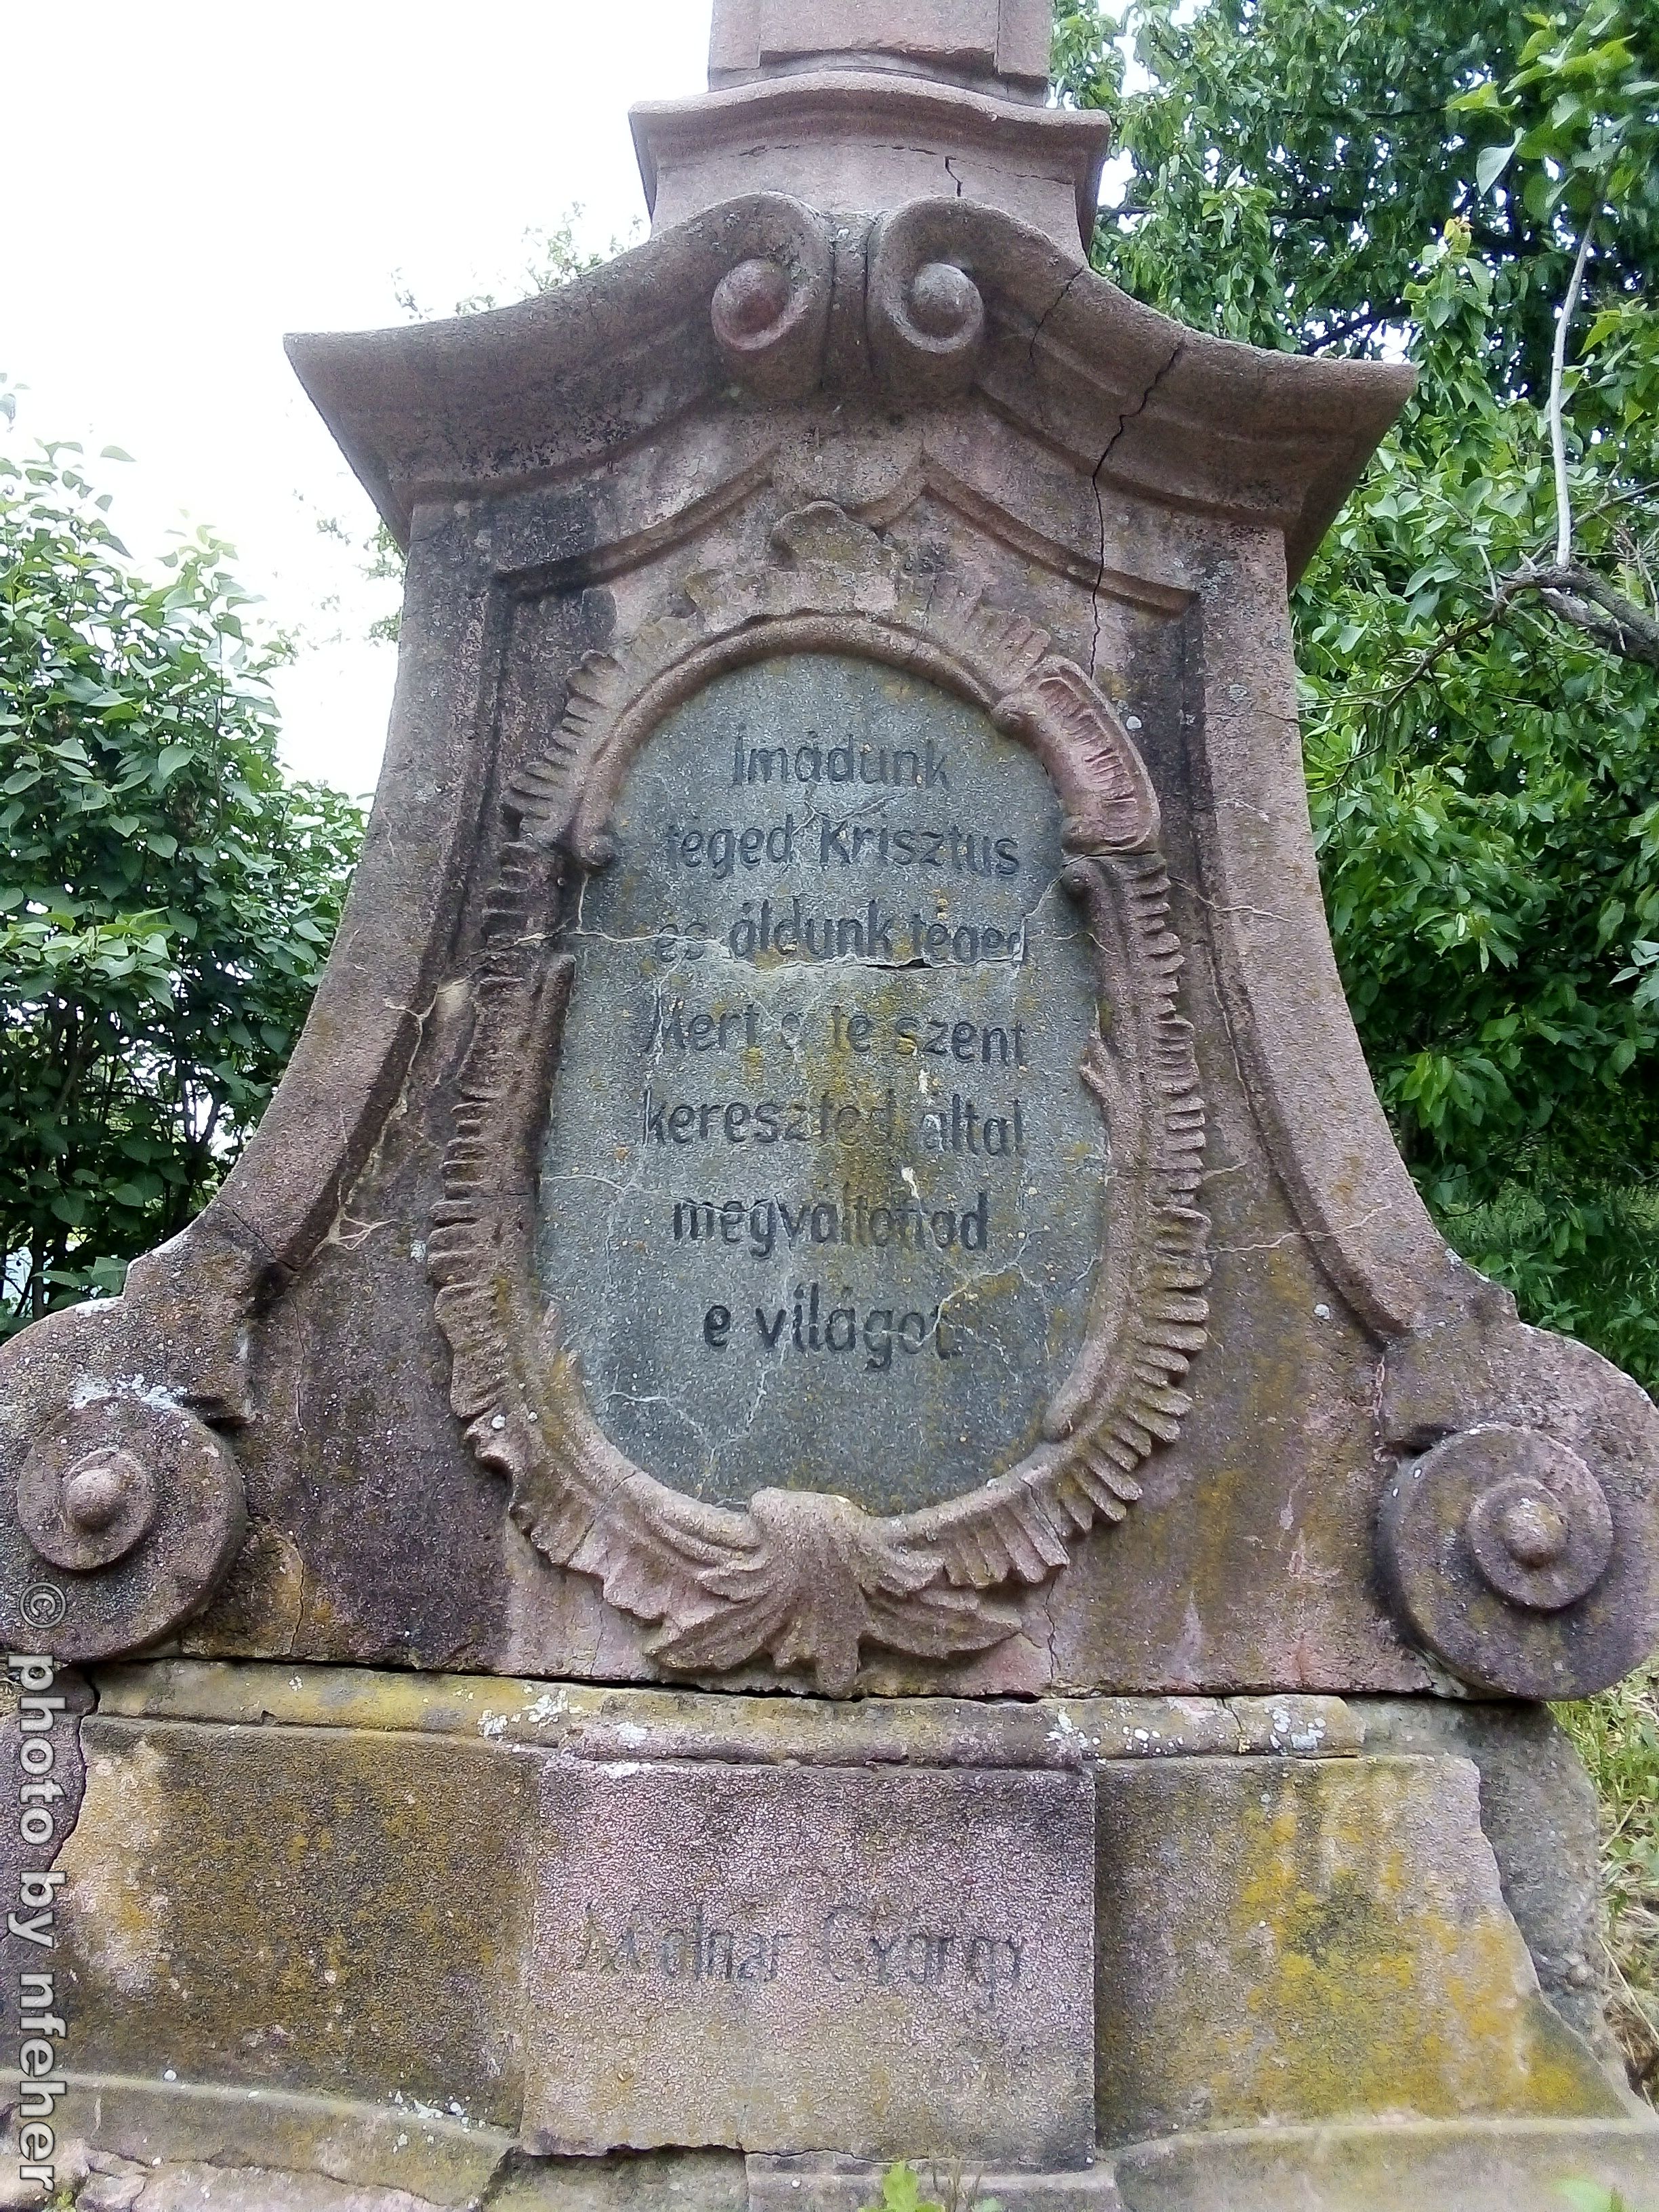 Imádunk
téged Krisztus
és áldunk téged
Mert a te szent
kereszted által
megváltottad
e világot.
Molnár György
© photo by nfeher